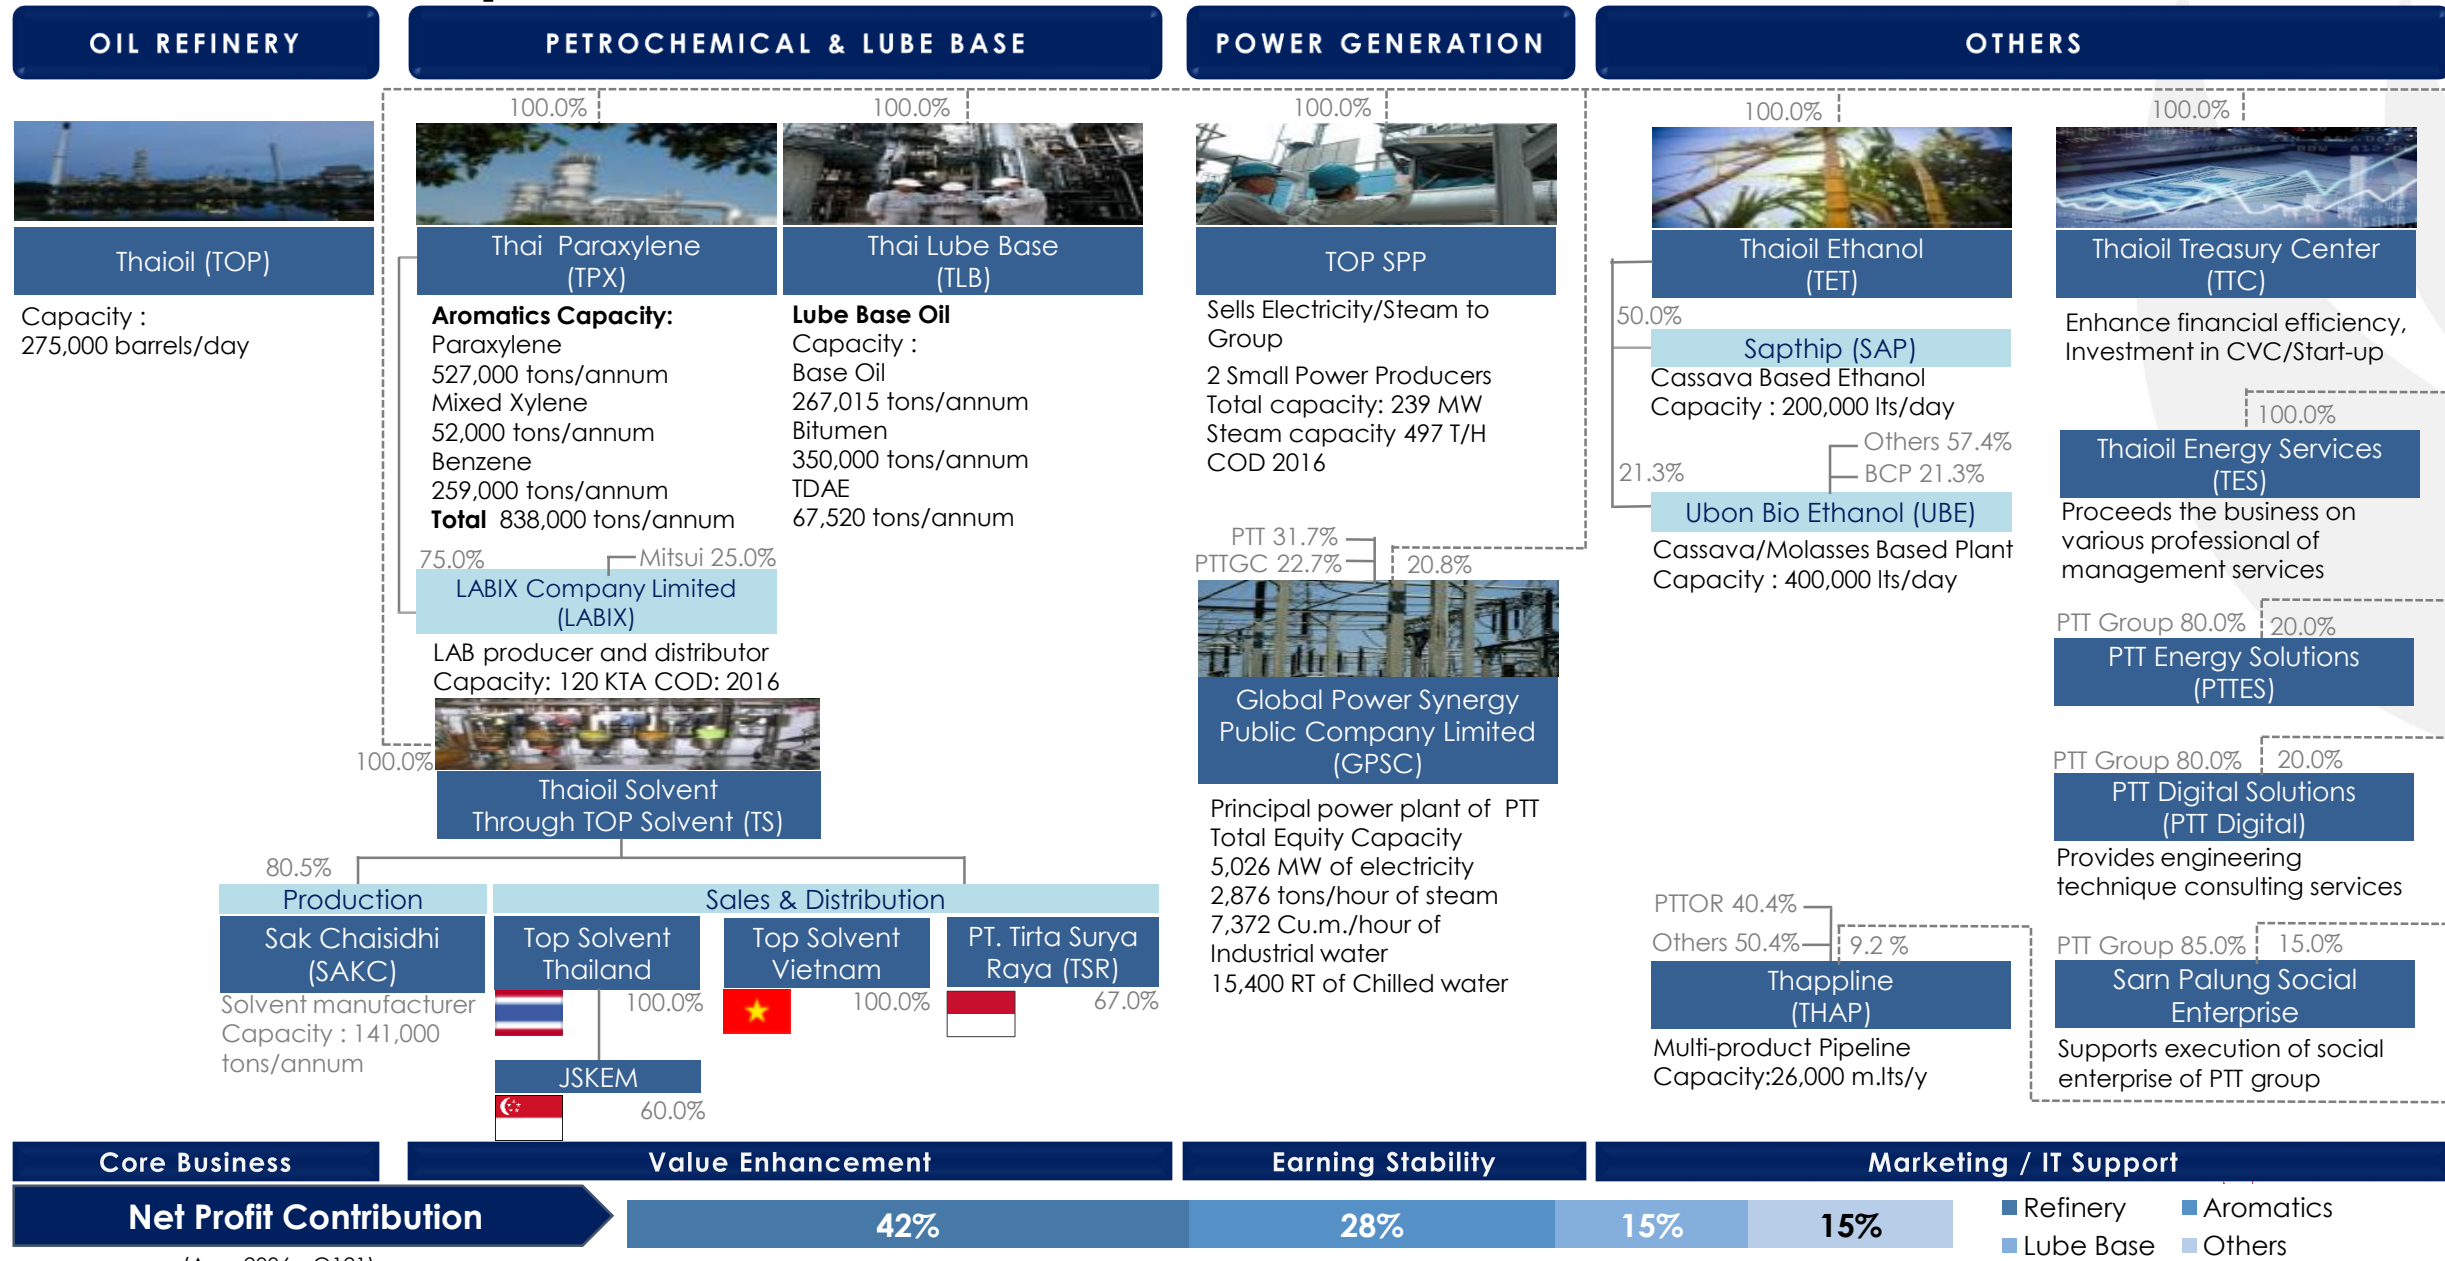 OIL REFINERY
PETROCHEMICAL & LUBE BASE
POWER GENERATION
OTHERS
100.0%
100.0%
100.0%
100.0%
100.0%
Thaioil (TOP)
Capacity :
275,000 barrels/day
Thai Paraxylene
(TPX)
Aromatics Capacity:
Paraxylene
527,000 tons/annum
Mixed Xylene
52,000 tons/annum
Benzene
259,000 tons/annum
Total 838,000 tons/annum
75.0%
Mitsui 25.0%
LABIX Company Limited
(LABIX)
LAB producer and distributor
Capacity: 120 KTA COD: 2016
Thai Lube Base
(TLB)
Lube Base Oil
Capacity :
Base Oil
267,015 tons/annum
Bitumen
350,000 tons/annum
TDAE
67,520 tons/annum
100.0%
Thaioil Solvent
Through TOP Solvent (TS)
80.5%
Production
Sales & Distribution
Sak Chaisidhi
(SAKC)
Solvent manufacturer
Capacity : 141,000
tons/annum
Top Solvent
Thailand
100.0%
JSKEM
60.0%
Top Solvent
Vietnam
100.0%
PT. Tirta Surya
Raya (TSR)
67.0%
TOP SPP
Sells Electricity/Steam to
Group
2 Small Power Producers
Total capacity: 239 MW
Steam capacity 497 T/H
COD 2016
PTT 31.7%
PTTGC 22.7%
20.8%
Global Power Synergy
Public Company Limited
(GPSC)
Principal power plant of PTT
Total Equity Capacity
5,026 MW of electricity
2,876 tons/hour of steam
7,372 Cu.m./hour of
Industrial water
15,400 RT of Chilled water
Thaioil Ethanol
(TET)
50.0%
Sapthip (SAP)
Cassava Based Ethanol
Capacity : 200,000 lts/day
Others 57.4%
BCP 21.3%
21.3%
Ubon Bio Ethanol (UBE)
Cassava/Molasses Based Plant
Capacity : 400,000 lts/day
PTTOR 40.4%
Others 50.4%
9.2 %
Thappline
(THAP)
Multi-product Pipeline
Capacity:26,000 m.lts/y
Thaioil Treasury Center
(TTC)
Enhance financial efficiency,
Investment in CVC/Start-up
100.0%
Thaioil Energy Services
(TES)
Proceeds the business on
various professional of
management services
PTT Group 80.0%
20.0%
PTT Energy Solutions
(PTTES)
PTT Group 80.0%
20.0%
PTT Digital Solutions
(PTT Digital)
Provides engineering
technique consulting services
PTT Group 85.0%
15.0%
Sarn Palung Social
Enterprise
Supports execution of social
enterprise of PTT group
Core Business
Value Enhancement
Earning Stability
Marketing / IT Support
Net Profit Contribution
42%
28%
15%
15%
Refinery
Aromatics
Lube Base
Others